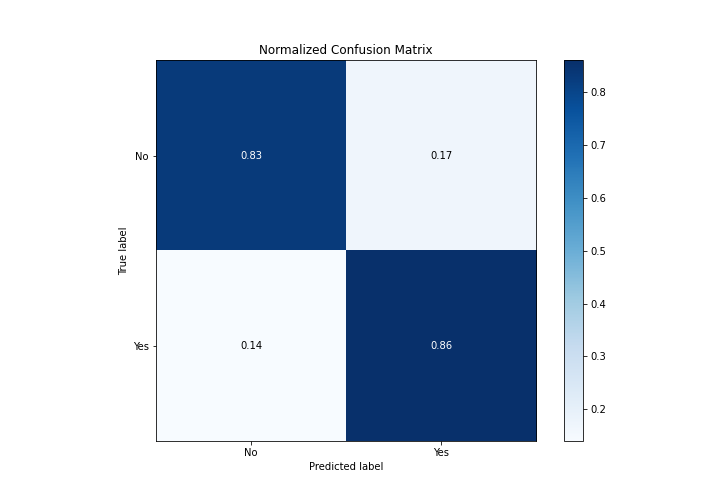 Normalized Confusion Matrix
No
0.83
0.17
Yes
0.14
0.86
True label
No
Yes
Predicted label
0.8
0.7
0.6
0.5
0.4
0.3
0.2